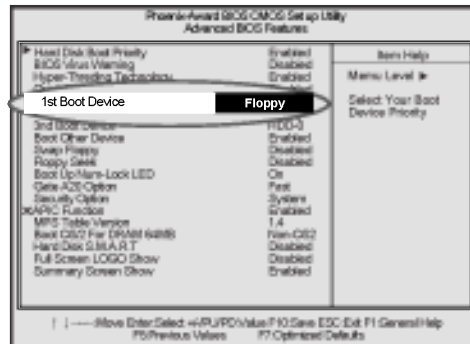 Phoenix-Award BIOS CMOS Setup Utility
Advanced BIOS Features
Hard Disk Boot Priority Enabled
BIOS Virus Warning Disabled
Hyper-Threading Technology Enabled
1st Boot Device Floppy
3nd Boot Device HDD-0
Boot Other Device Enabled
Swap Floppy Disabled
Floppy Seek Disabled
Boot Up Num-Lock LED On
Gate A20 Option Fast
Security Option System
APIC Function Enabled
MPS Table Version 1.4
Boot OS/2 For DRAM 64MB Non-OS2
Hard Disk S.M.A.R.T Disabled
Full Screen LOGO Show Disabled
Summary Screen Show Enabled
Item Help
Menu Level
Select Your Boot
Device Priority
:Move Enter:Select +/-/PU/PD:Value F10:Save ESC:Exit F1:General Help
F5:Previous Values F7:Optimized Defaults